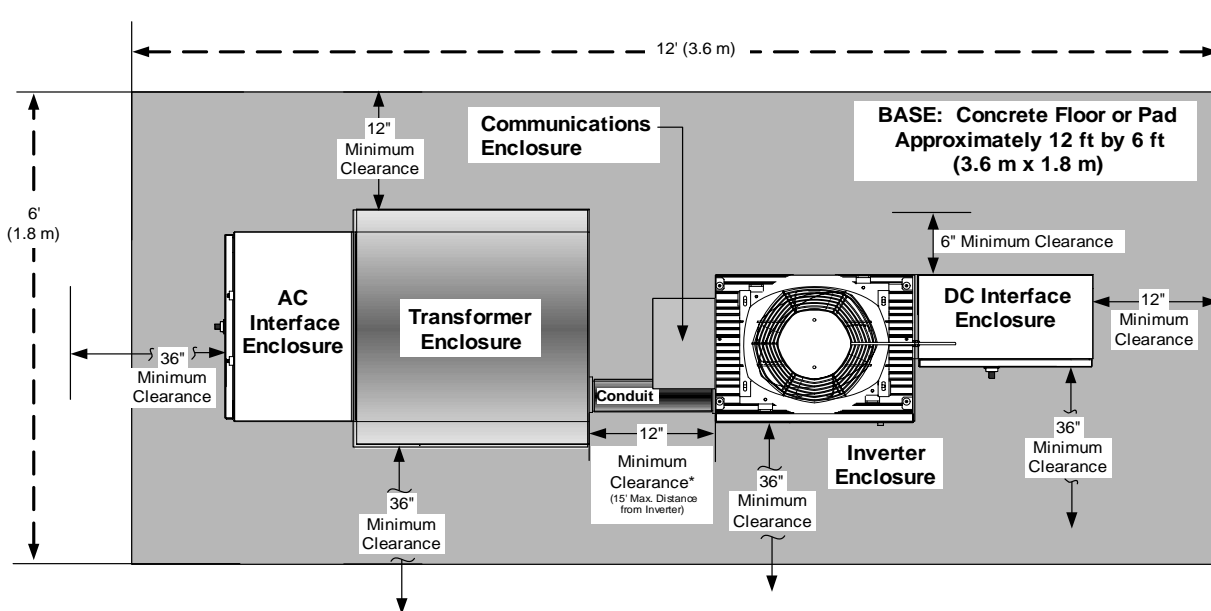 12' (3.6 m)
6'
(1.8 m)
12"
Minimum
Clearance
Communications
Enclosure
BASE: Concrete Floor or Pad
Approximately 12 ft by 6 ft
(3.6 m x 1.8 m)
6" Minimum Clearance
AC
Interface
Enclosure
Transformer
Enclosure
DC Interface
Enclosure
12"
Minimum
Clearance
36"
Minimum
Clearance
Conduit
12"
Minimum
Clearance*
(15' Max. Distance
from Inverter)
Inverter
Enclosure
36"
Minimum
Clearance
36"
Minimum
Clearance
36"
Minimum
Clearance